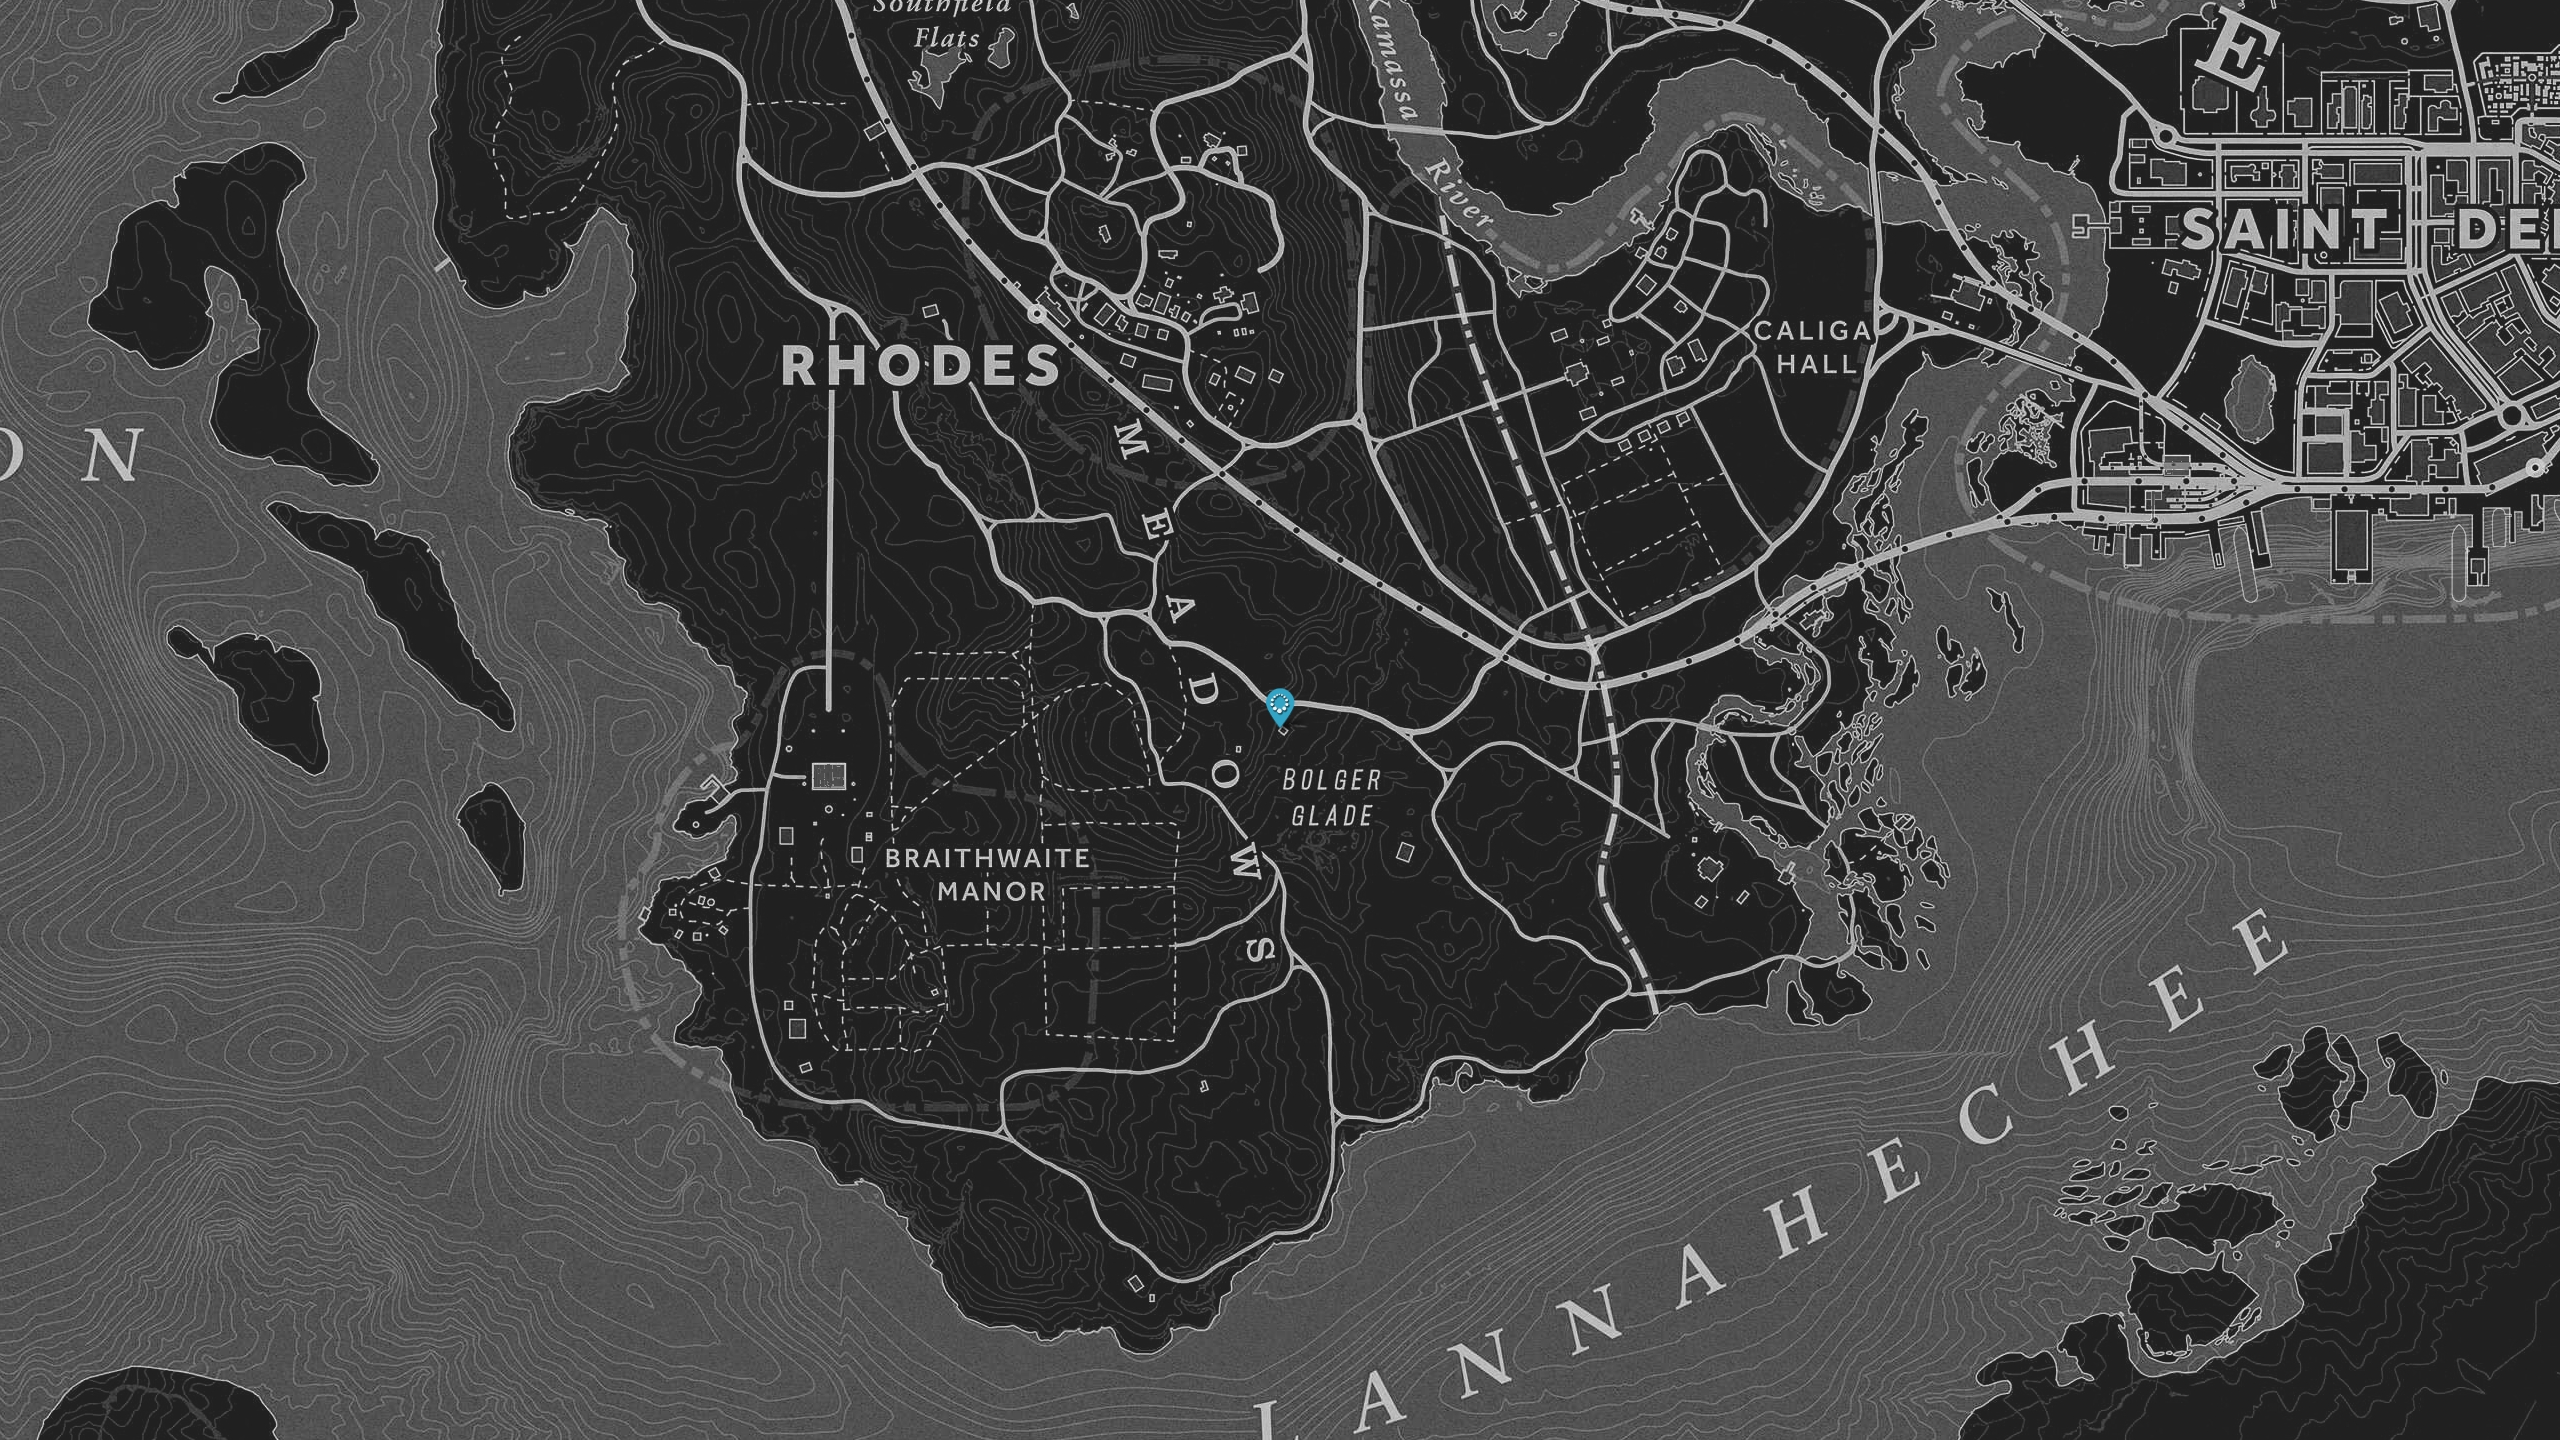 Southfield
Flats
Kamassa
River
E
SAINT DE
RHODES
CALIGA
HALL
ON
MEADOWS
BOLGER
GLADE
BRAITHWAITE
MANOR
LANNAHECHEE